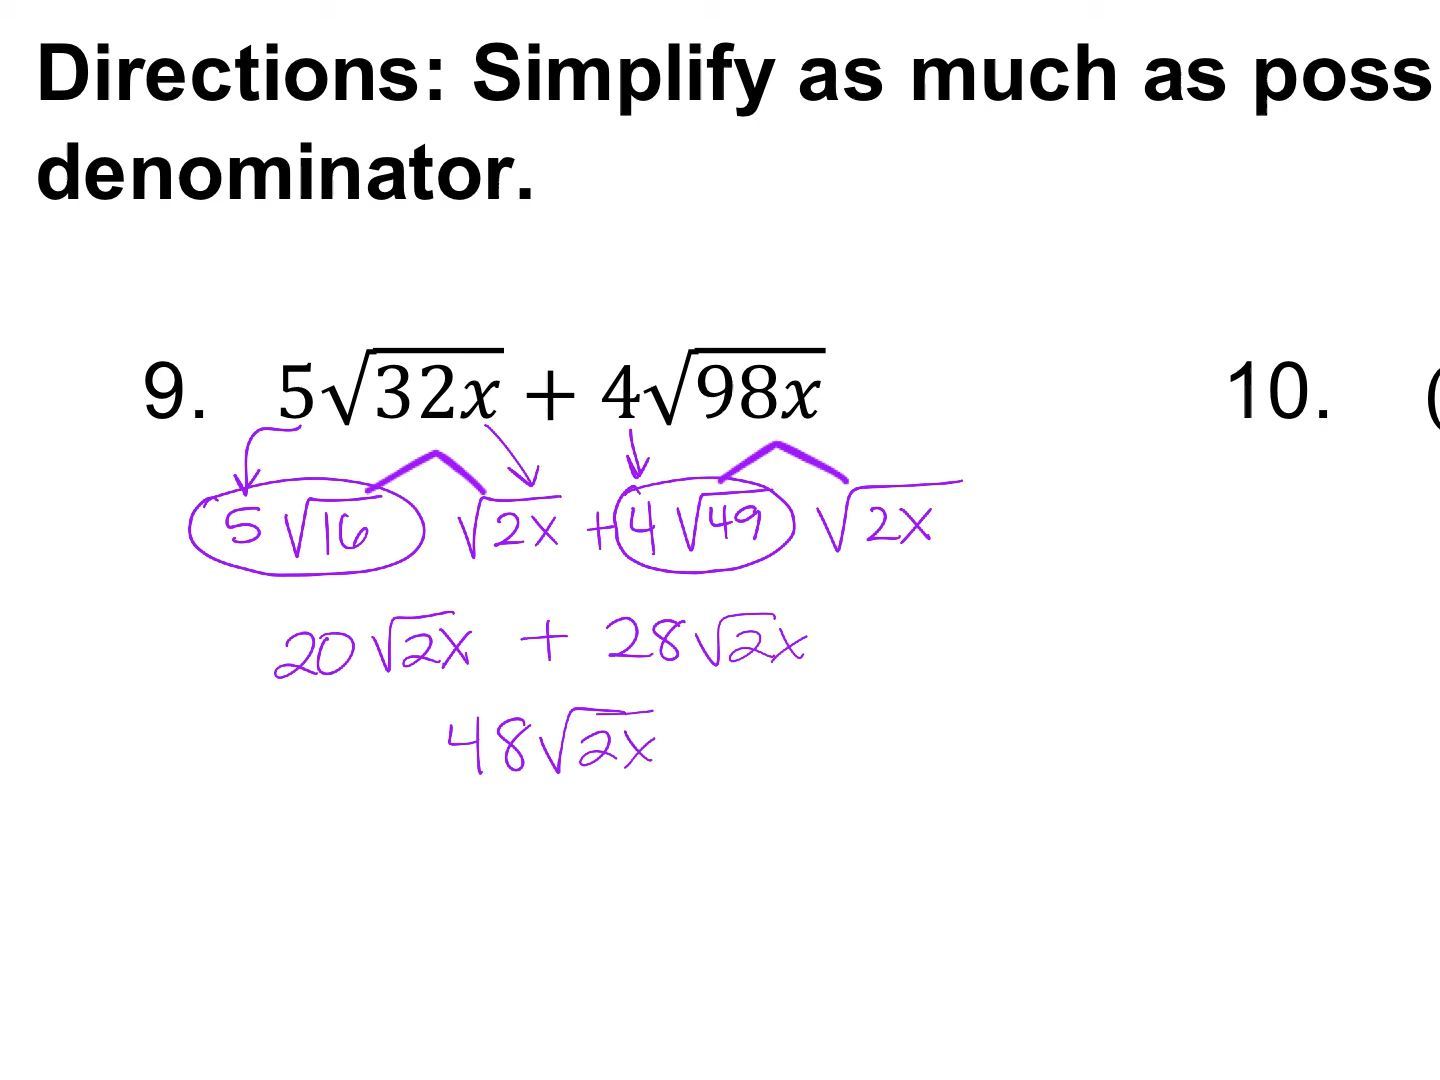 Directions: Simplify as much as poss
denominator.
9. 5√32x + 4√98x 10. (
5 √16 √2x + 4 √49 √2x
20 √2x + 28 √2x
48 √2x